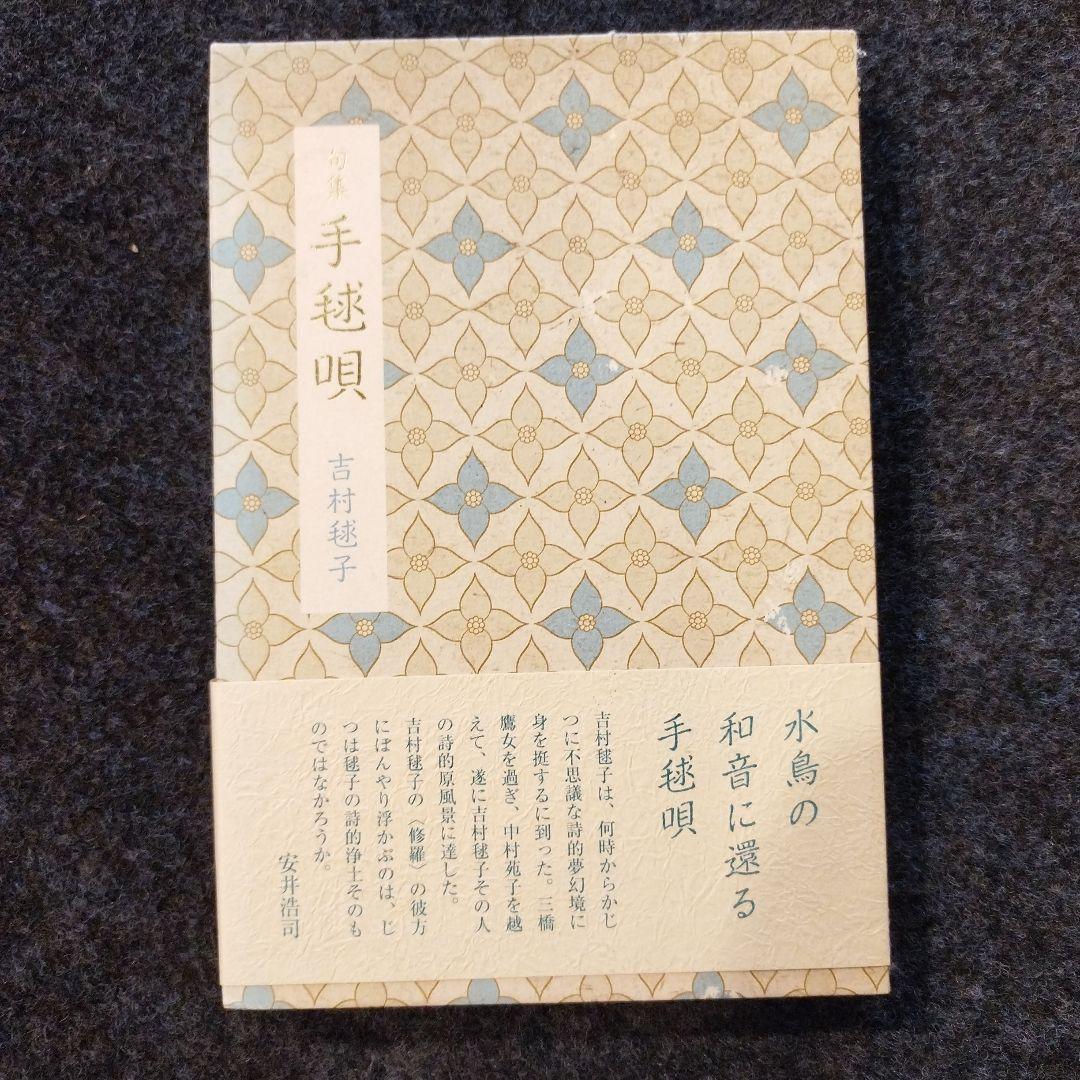 句集
手毬唄
吉村毬子
水鳥の
和音に還る
手毬唄
吉村毬子は、何時からかじ
つに不思議な詩的夢幻境に
身を挺するに到った。三橋
鷹女を過ぎ、中村苑子を越
えて、遂に吉村毬子その人
の詩的原風景に達した。
吉村毬子の〈修羅〉の彼方
にぼんやり浮かぶのは、じ
つは毬子の詩的浄土そのも
のではなかろうか。
安井浩司